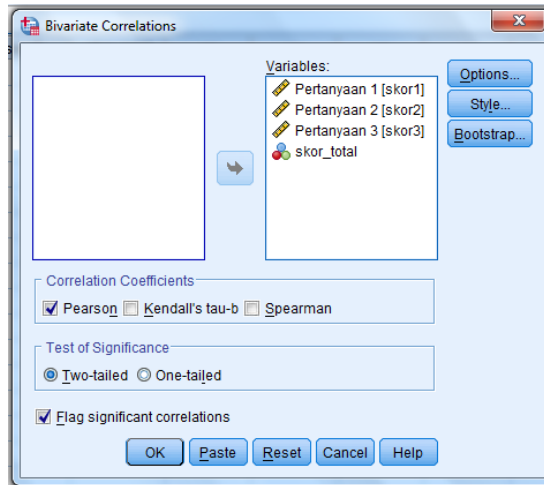 Bivariate Correlations
Variables:
Pertanyaan 1 [skor1]
Pertanyaan 2 [skor2]
Pertanyaan 3 [skor3]
skor_total
Options...
Style...
Bootstrap...
Correlation Coefficients
Pearson Kendall's tau-b Spearman
Test of Significance
Two-tailed One-tailed
Flag significant correlations
OK Paste Reset Cancel Help